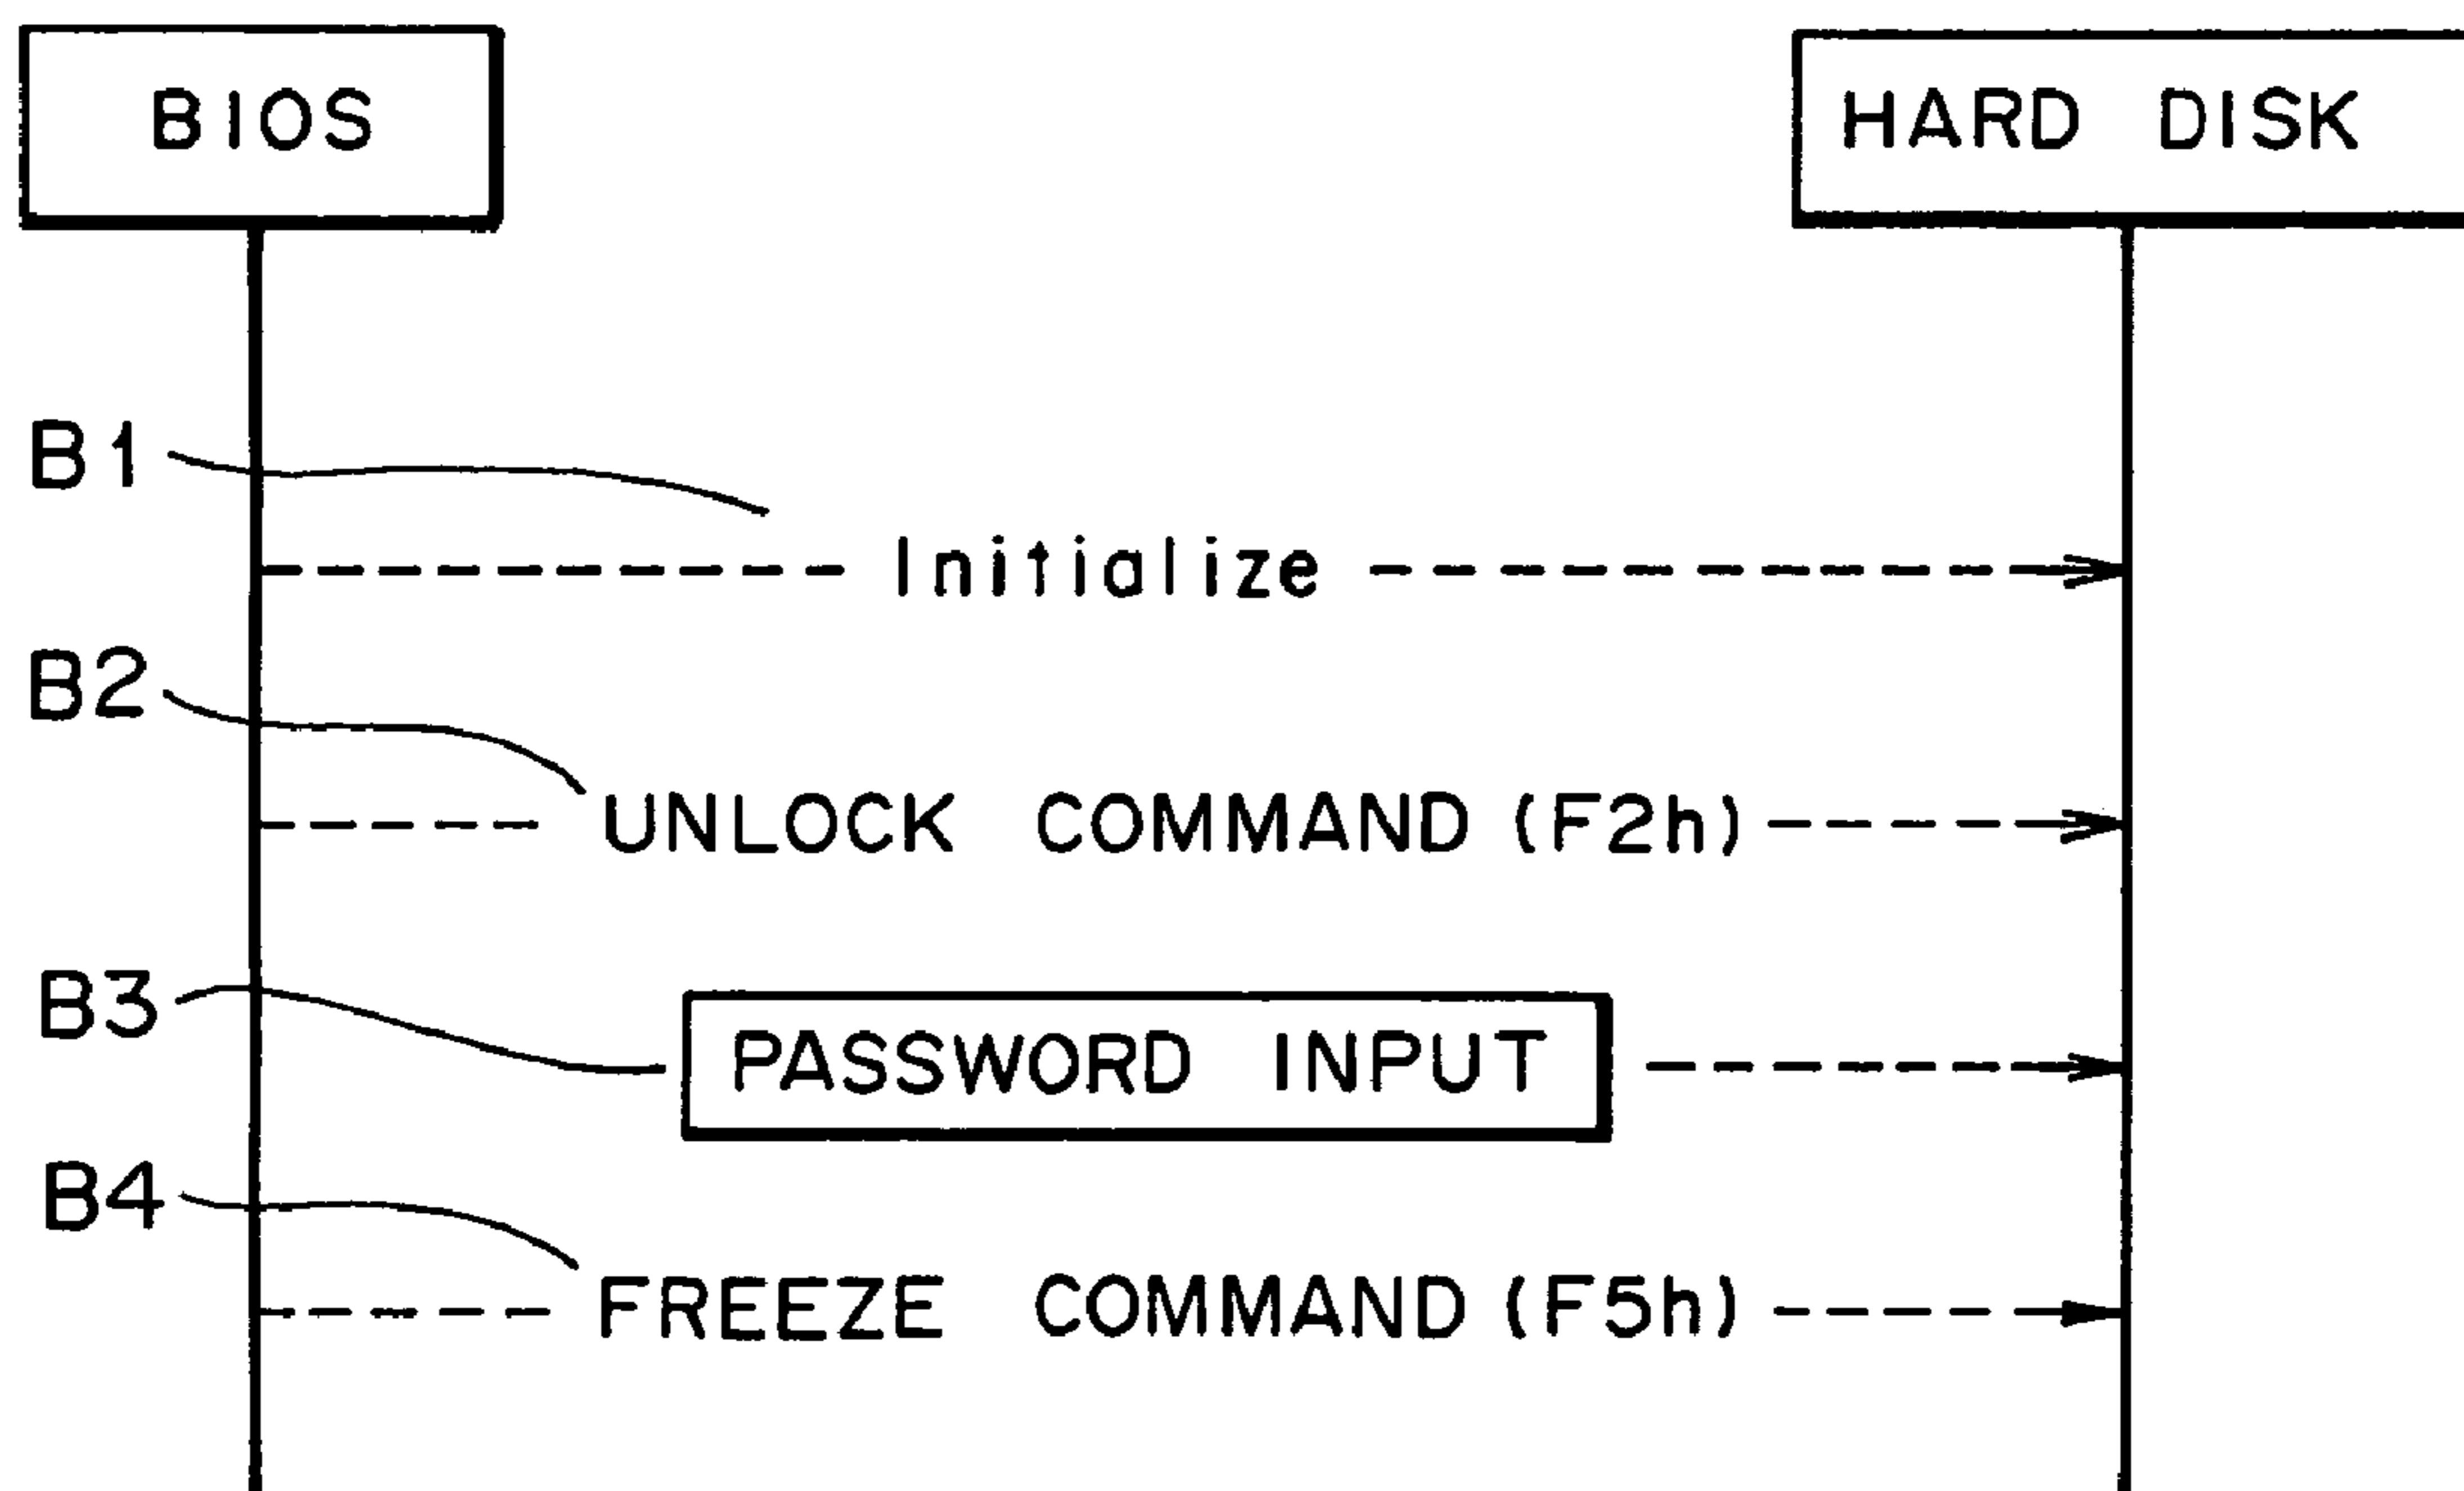 BIOS
HARD DISK
B1
Initialize
B2
UNLOCK COMMAND (F2h)
B3
PASSWORD INPUT
B4
FREEZE COMMAND (F5h)